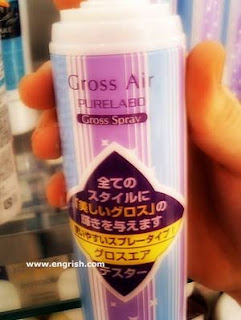 Gross Air
PURELABO
Gross Spray
全ての
スタイルに
「美しいグロス」の
輝きを与えます
使いやすいスプレータイプ!
グロスエア
テスター
www.engrish.com